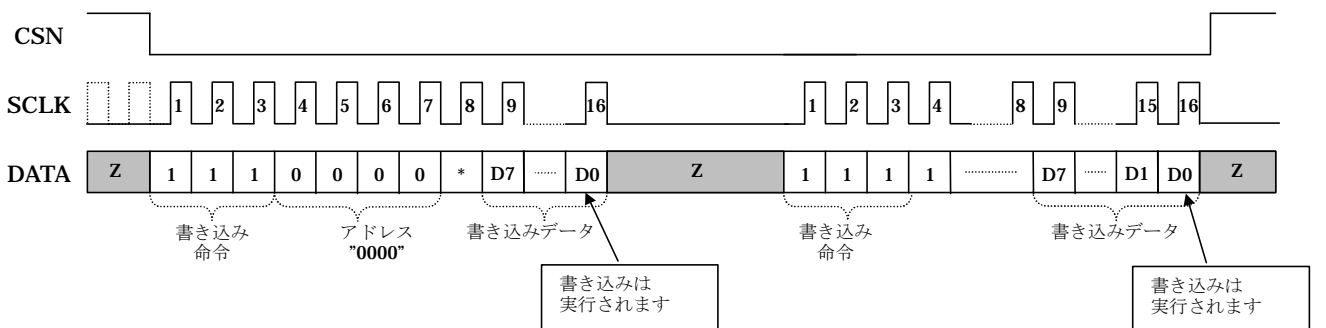 CSN
SCLK 1 2 3 4 5 6 7 8 9 16 1 2 3 4 8 9 15 16
DATA Z 1 1 1 0 0 0 0 * D7 ...... D0 Z 1 1 1 1 ............ D7 ...... D1 D0 Z
書き込み
命令
アドレス
"0000"
書き込みデータ
書き込み
命令
書き込みデータ
書き込みは
実行されます
書き込みは
実行されます